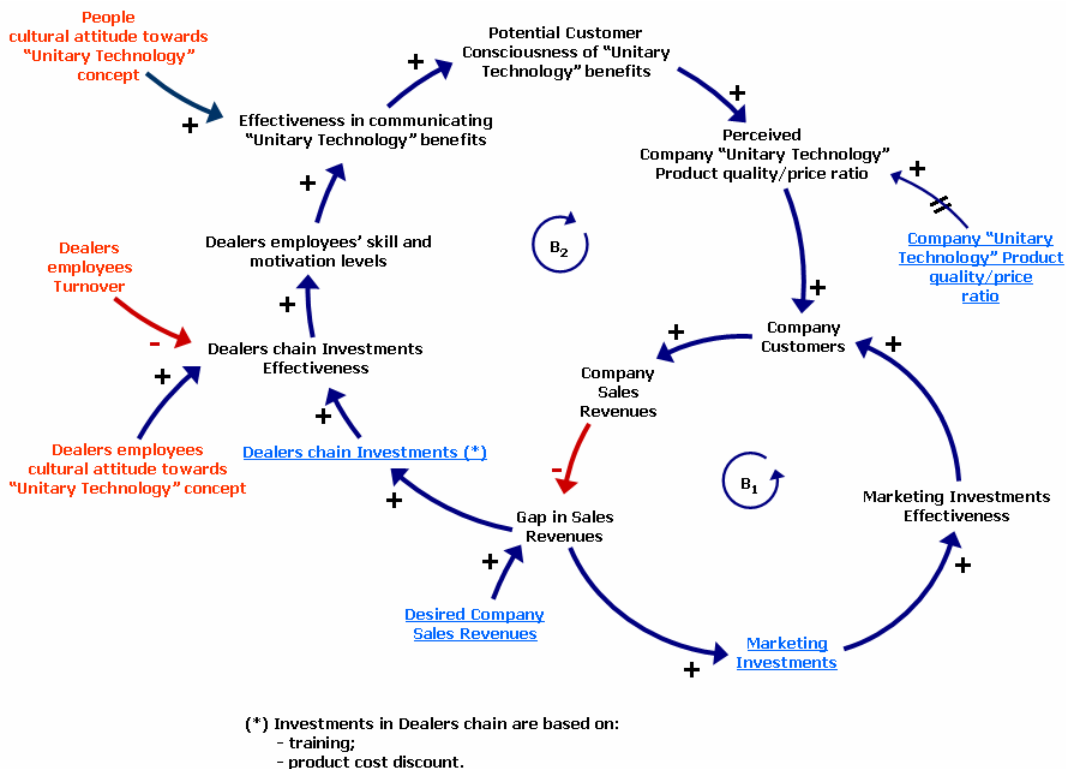 People
cultural attitude towards
“Unitary Technology”
concept
+
Potential Customer
Consciousness of “Unitary
Technology” benefits
+
+
Effectiveness in communicating
“Unitary Technology” benefits
Perceived
Company “Unitary Technology”
Product quality/price ratio
+
+
Dealers employees’ skill and
motivation levels
B2
Company “Unitary
Technology” Product
quality/price
ratio
Dealers
employees
Turnover
+
+
-
Dealers chain Investments
Effectiveness
+
Company
Customers
+
+
Company
Sales
Revenues
+
Dealers employees
cultural attitude towards
“Unitary Technology” concept
Dealers chain Investments (*)
-
B1
+
Gap in Sales
Revenues
Marketing Investments
Effectiveness
+
+
Desired Company
Sales Revenues
+
Marketing
Investments
(*) Investments in Dealers chain are based on:
- training;
- product cost discount.